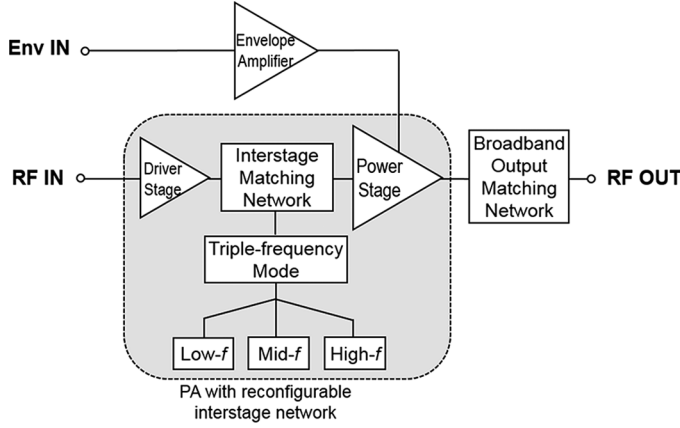 Env IN
Envelope
Amplifier
RF IN
Driver
Stage
Interstage
Matching
Network
Power
Stage
Broadband
Output
Matching
Network
RF OUT
Triple-frequency
Mode
Low-f
Mid-f
High-f
PA with reconfigurable
interstage network